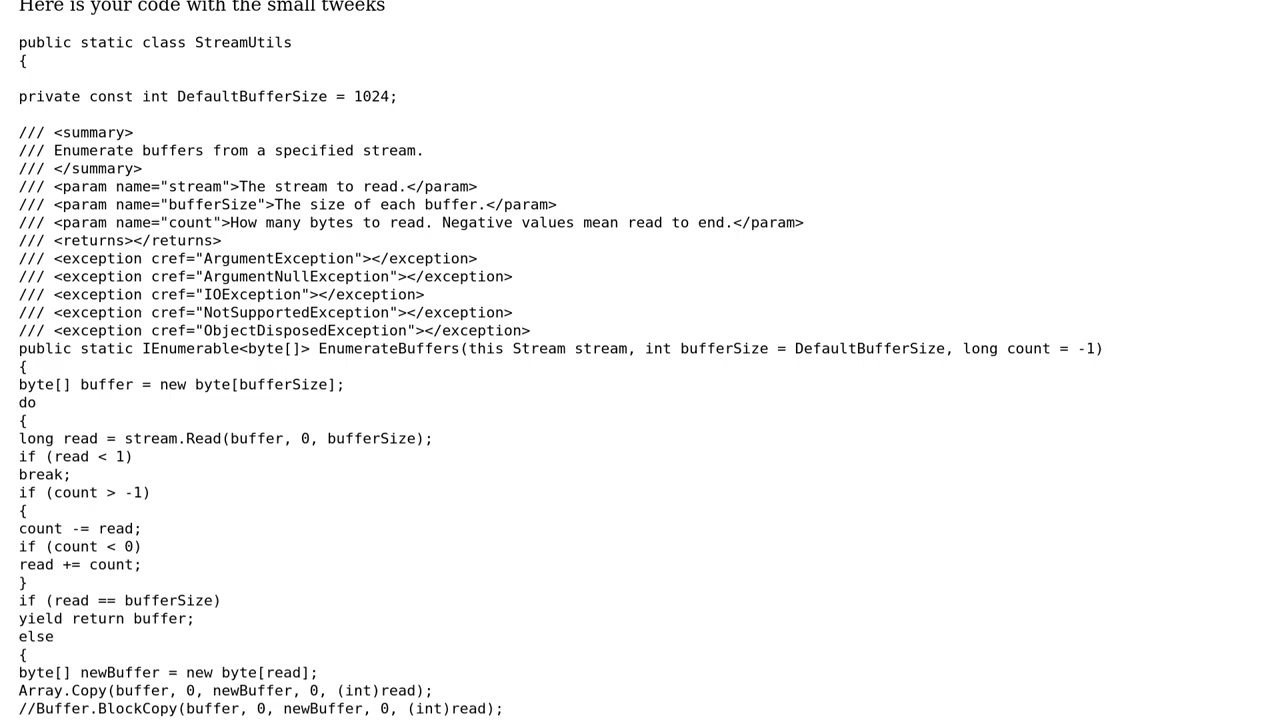 Here is your code with the small tweeks
public static class StreamUtils
{
private const int DefaultBufferSize = 1024;
/// <summary>
/// Enumerate buffers from a specified stream.
/// </summary>
/// <param name="stream">The stream to read.</param>
/// <param name="bufferSize">The size of each buffer.</param>
/// <param name="count">How many bytes to read. Negative values mean read to end.</param>
/// <returns></returns>
/// <exception cref="ArgumentException"></exception>
/// <exception cref="ArgumentNullException"></exception>
/// <exception cref="IOException"></exception>
/// <exception cref="NotSupportedException"></exception>
/// <exception cref="ObjectDisposedException"></exception>
public static IEnumerable<byte[]> EnumerateBuffers(this Stream stream, int bufferSize = DefaultBufferSize, long count = -1)
{
byte[] buffer = new byte[bufferSize];
do
{
long read = stream.Read(buffer, 0, bufferSize);
if (read < 1)
break;
if (count > -1)
{
count -= read;
if (count < 0)
read += count;
}
if (read == bufferSize)
yield return buffer;
else
{
byte[] newBuffer = new byte[read];
Array.Copy(buffer, 0, newBuffer, 0, (int)read);
//Buffer.BlockCopy(buffer, 0, newBuffer, 0, (int)read);